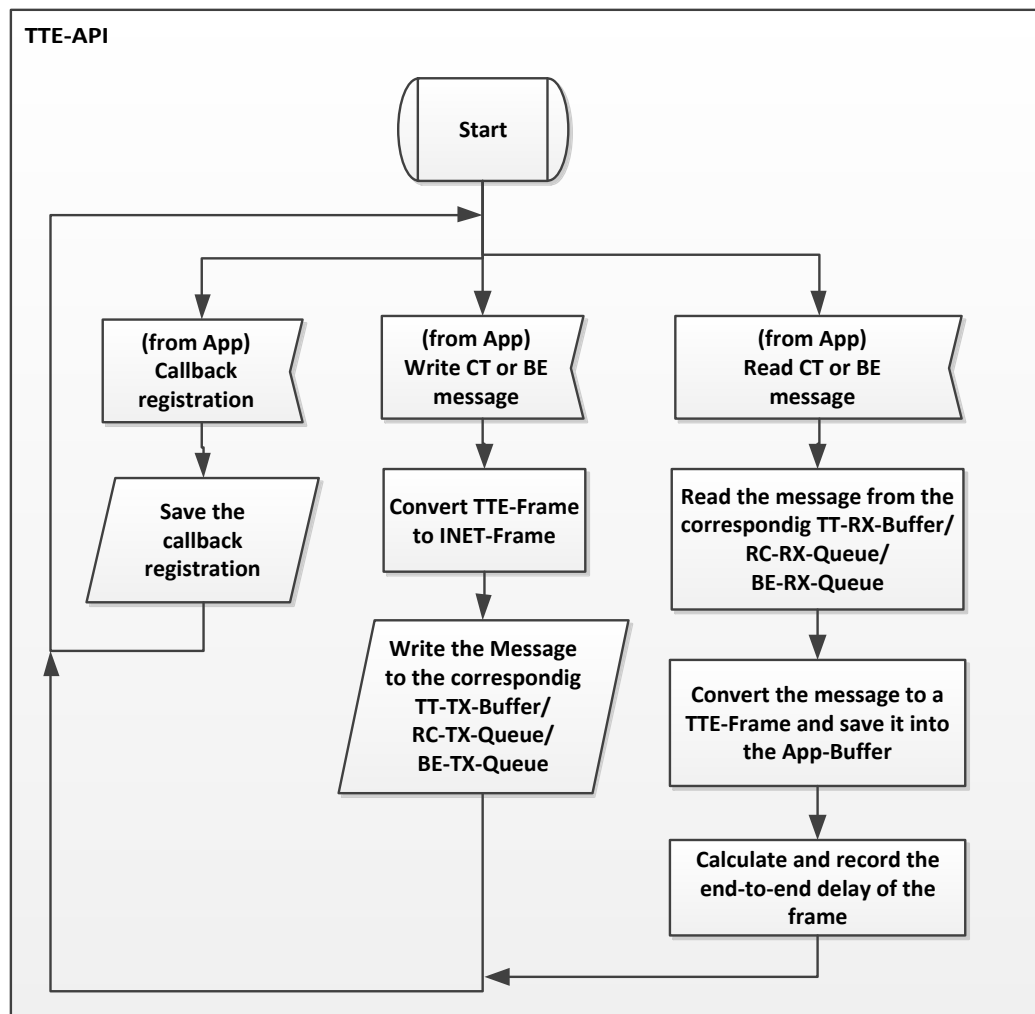 TTE-API
Start
(from App)
Callback
registration
(from App)
Write CT or BE
message
(from App)
Read CT or BE
message
Save the
callback
registration
Convert TTE-Frame
to INET-Frame
Read the message from the
correspondig TT-RX-Buffer/
RC-RX-Queue/
BE-RX-Queue
Write the Message
to the correspondig
TT-TX-Buffer/
RC-TX-Queue/
BE-TX-Queue
Convert the message to a
TTE-Frame and save it into
the App-Buffer
Calculate and record the
end-to-end delay of the
frame